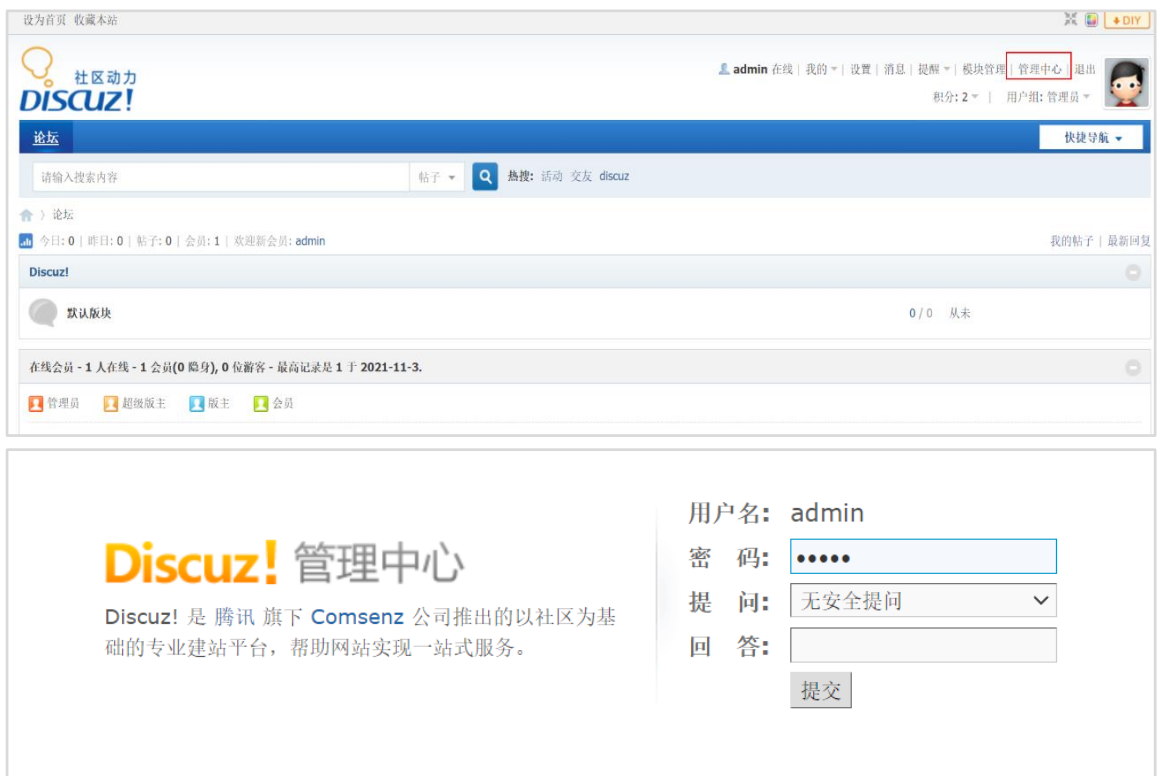 设为首页 收藏本站
DIY
社区动力
DISCUZ!
admin 在线 | 我的 | 设置 | 消息 | 提醒 | 模块管理 | 管理中心 | 退出
积分: 2 | 用户组: 管理员
论坛
快捷导航
请输入搜索内容 帖子 热搜: 活动 交友 discuz
论坛
今日: 0 | 昨日: 0 | 帖子: 0 | 会员: 1 | 欢迎新会员: admin
我的帖子 | 最新回复
Discuz!
默认版块 0 / 0 从未
在线会员 - 1 人在线 - 1 会员(0 隐身), 0 位游客 - 最高记录是 1 于 2021-11-3.
管理员 超级版主 版主 会员
Discuz! 管理中心
Discuz! 是 腾讯 旗下 Comsenz 公司推出的以社区为基
础的专业建站平台，帮助网站实现一站式服务。
用户名: admin
密 码: •••••
提 问: 无安全提问
回 答:
提交